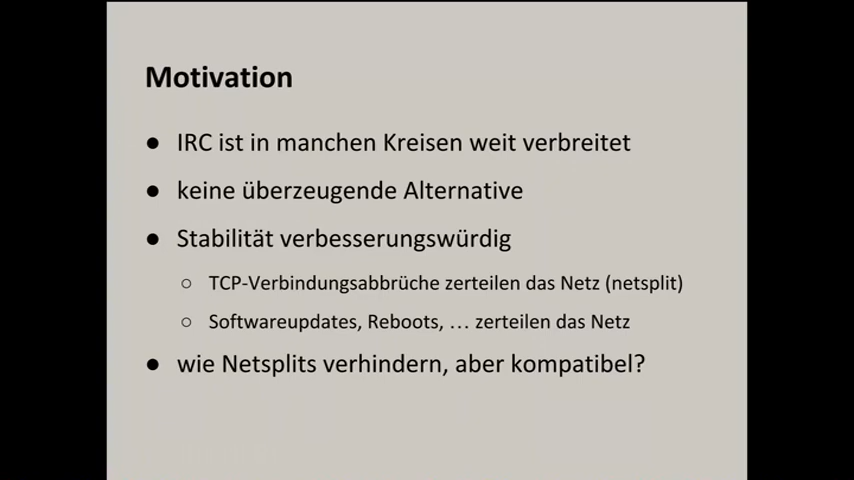 Motivation
● IRC ist in manchen Kreisen weit verbreitet
● keine überzeugende Alternative
● Stabilität verbesserungswürdig
○ TCP-Verbindungsabbrüche zerteilen das Netz (netsplit)
○ Softwareupdates, Reboots, … zerteilen das Netz
● wie Netsplits verhindern, aber kompatibel?